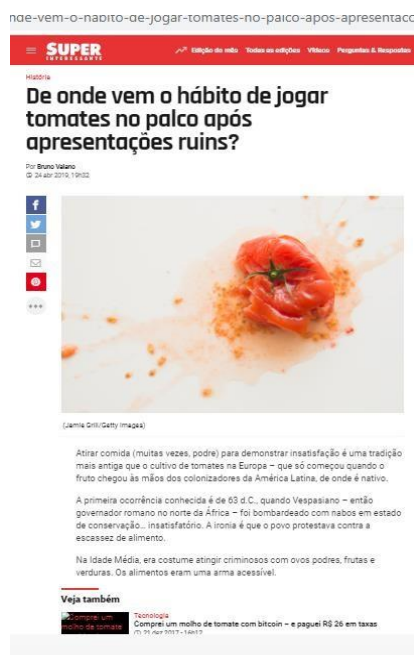 nde-vem-o-habito-de-jogar-tomates-no-palco-apos-apresentaco
SUPER
INTERESSANTE
Edição do mês Todas as edições Vídeos Perguntas & Respostas
História
De onde vem o hábito de jogar
tomates no palco após
apresentações ruins?
Por Bruno Vaiano
24 abr 2019, 19h02
(Jamie Grill/Getty Images)
Atirar comida (muitas vezes, podre) para demonstrar insatisfação é uma tradição
mais antiga que o cultivo de tomates na Europa – que só começou quando o
fruto chegou às mãos dos colonizadores da América Latina, de onde é nativo.
A primeira ocorrência conhecida é de 63 d.C., quando Vespasiano – então
governador romano no norte da África – foi bombardeado com nabos em estado
de conservação... insatisfatório. A ironia é que o povo protestava contra a
escassez de alimento.
Na Idade Média, era costume atingir criminosos com ovos podres, frutas e
verduras. Os alimentos eram uma arma acessível.
Veja também
Comprei um
molho de tomate
Tecnologia
Comprei um molho de tomate com bitcoin – e paguei R$ 26 em taxas
21 dez 2017 - 16h17